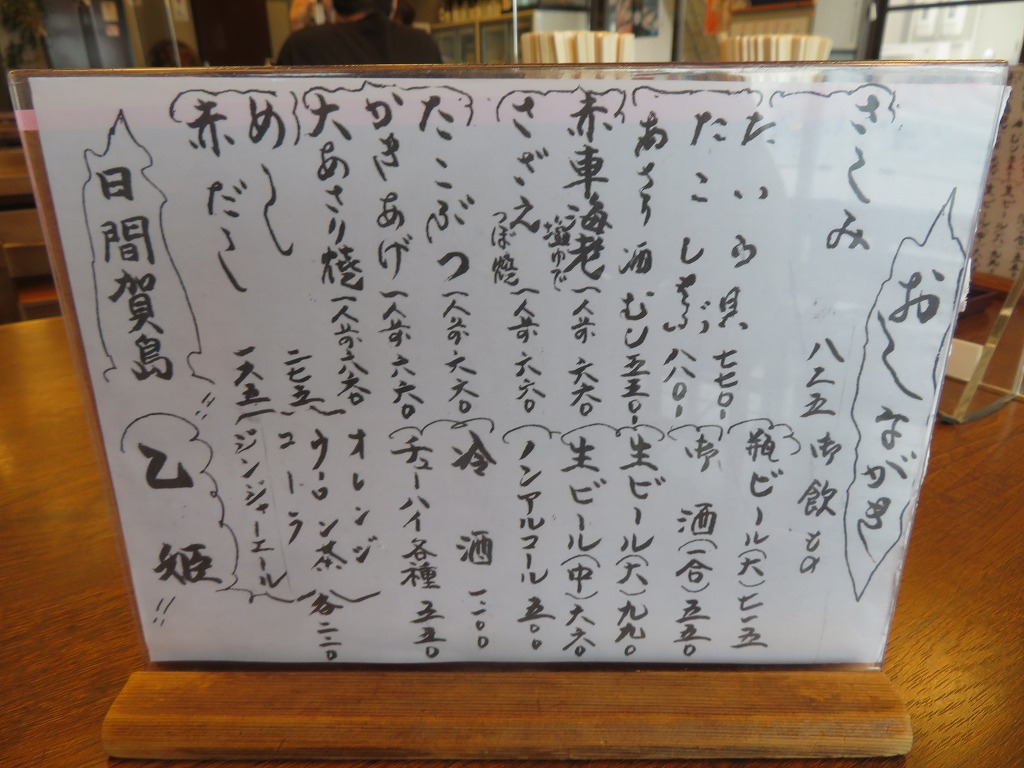 おしながき
さしみ 八二五
たいら貝 七七〇-
たこしゃぶ 八八〇-
あさり酒むし 五五〇-
赤車海老 塩ゆで 一人前 六六〇
さざえ つぼ焼 一人前 六六〇
たこぶつ 一人前 六六〇
かきあげ 一人前 六六〇
大あさり焼 一人前 八八〇
めし 二七五
赤だし 一六五
御飲もの
瓶ビール(大) 七一五
御酒(一合) 五五〇
生ビール(大) 九九〇
生ビール(中) 六六〇
ノンアルコール 五〇〇
冷酒 一、一〇〇
チューハイ各種 五五〇
オレンジ
ウーロン茶 各二二〇
コーラ
ジンジャーエール
日間賀島
乙姫